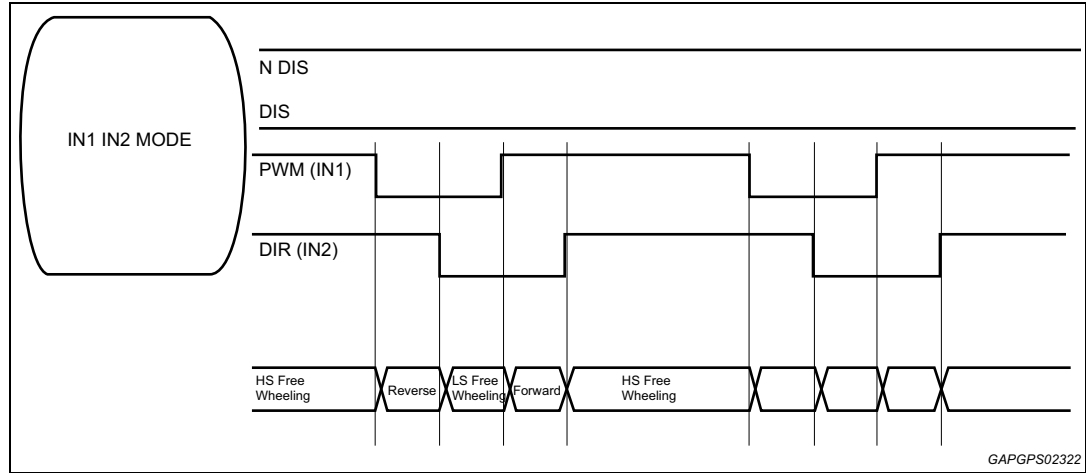 N DIS
DIS
IN1 IN2 MODE
PWM (IN1)
DIR (IN2)
HS Free
Wheeling
Reverse
LS Free
Wheeling
Forward
HS Free
Wheeling
GAPGPS02322